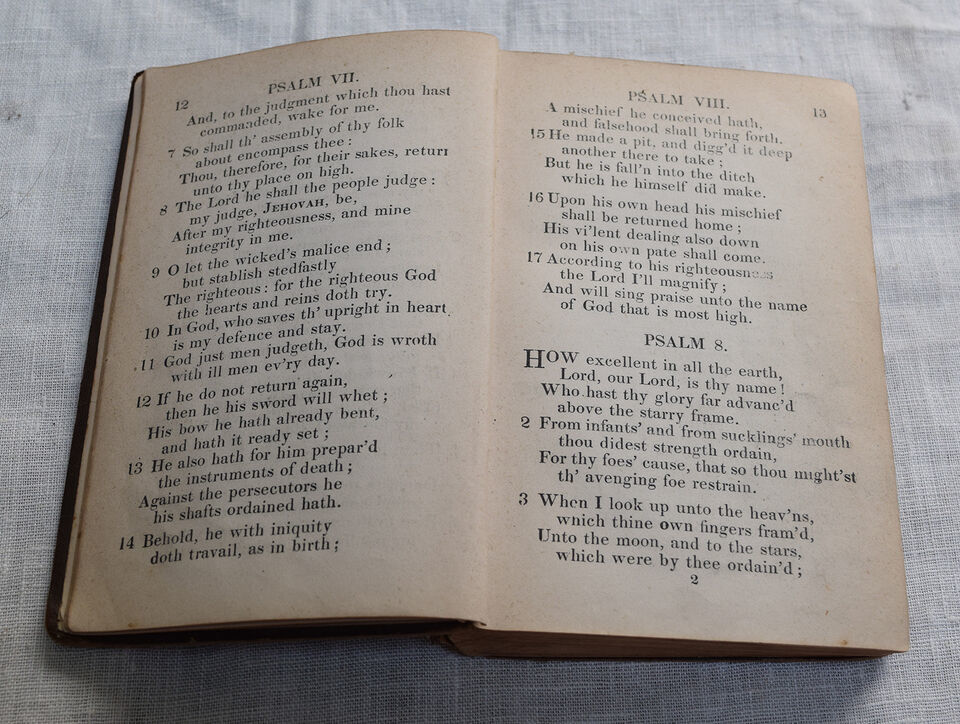 12
PSALM VII.
And, to the judgment which thou hast
commanded, wake for me.
7 So shall th' assembly of thy folk
about encompass thee :
Thou, therefore, for their sakes, return
unto thy place on high.
8 The Lord he shall the people judge :
my judge, JEHOVAH, be,
After my righteousness, and mine
integrity in me.
9 O let the wicked's malice end ;
but stablish stedfastly
The righteous : for the righteous God
the hearts and reins doth try.
10 In God, who saves th' upright in heart
is my defence and stay.
11 God just men judgeth, God is wroth
with ill men ev'ry day.
12 If he do not return again,
then he his sword will whet ;
His bow he hath already bent,
and hath it ready set ;
13 He also hath for him prepar'd
the instruments of death ;
Against the persecutors he
his shafts ordained hath.
14 Behold, he with iniquity
doth travail, as in birth ;
PSALM VIII.
13
A mischief he conceived hath,
and falsehood shall bring forth.
15 He made a pit, and digg'd it deep
another there to take ;
But he is fall'n into the ditch
which he himself did make.
16 Upon his own head his mischief
shall be returned home ;
His vi'lent dealing also down
on his own pate shall come.
17 According to his righteousness
the Lord I'll magnify ;
And will sing praise unto the name
of God that is most high.
PSALM 8.
HOW excellent in all the earth,
Lord, our Lord, is thy name !
Who hast thy glory far advanc'd
above the starry frame.
2 From infants' and from sucklings' mouth
thou didest strength ordain,
For thy foes' cause, that so thou might'st
th' avenging foe restrain.
3 When I look up unto the heav'ns,
which thine own fingers fram'd,
Unto the moon, and to the stars,
which were by thee ordain'd ;
2